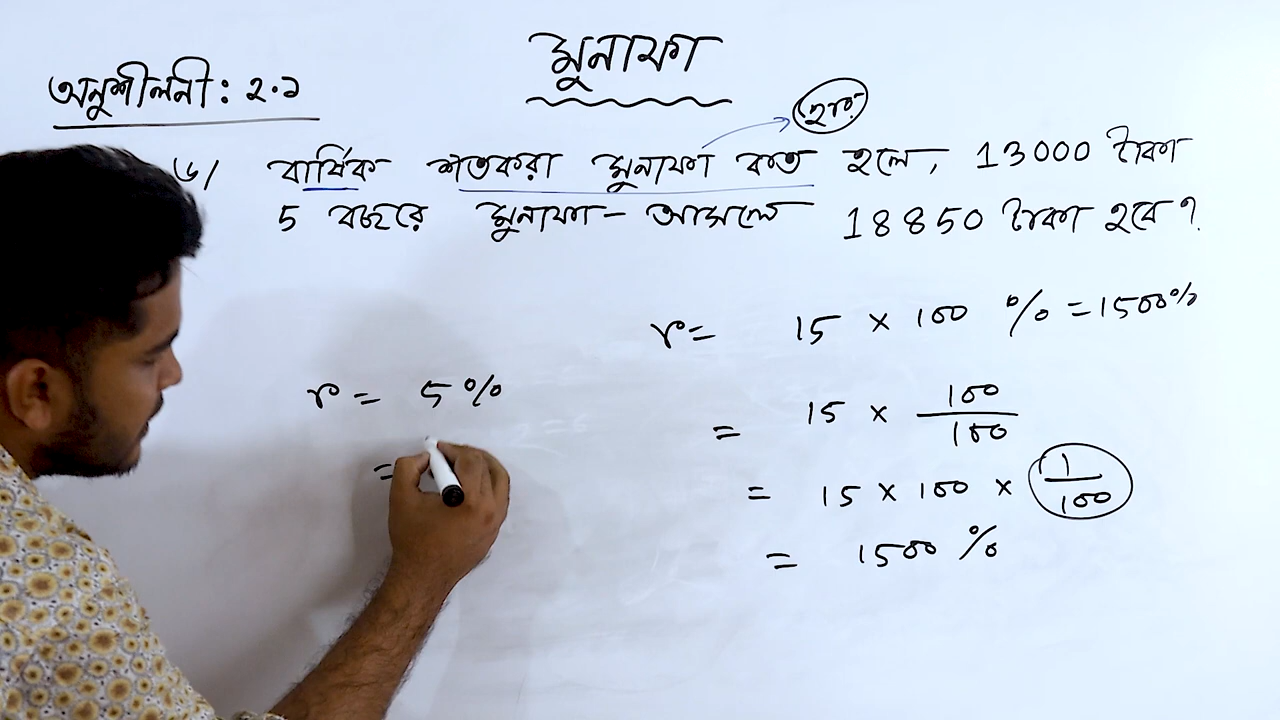 মুনাফা
অনুশীলনী: ২.১
হার
৬/ বার্ষিক শতকরা মুনাফা কত হলে, 13000 টাকা
5 বছরে মুনাফা- আসলে 18850 টাকা হবে?
r = 5%
=
r = 15 × 100 % = 1500%
= 15 × 100/100
= 15 × 100 × 1/100
= 1500 %